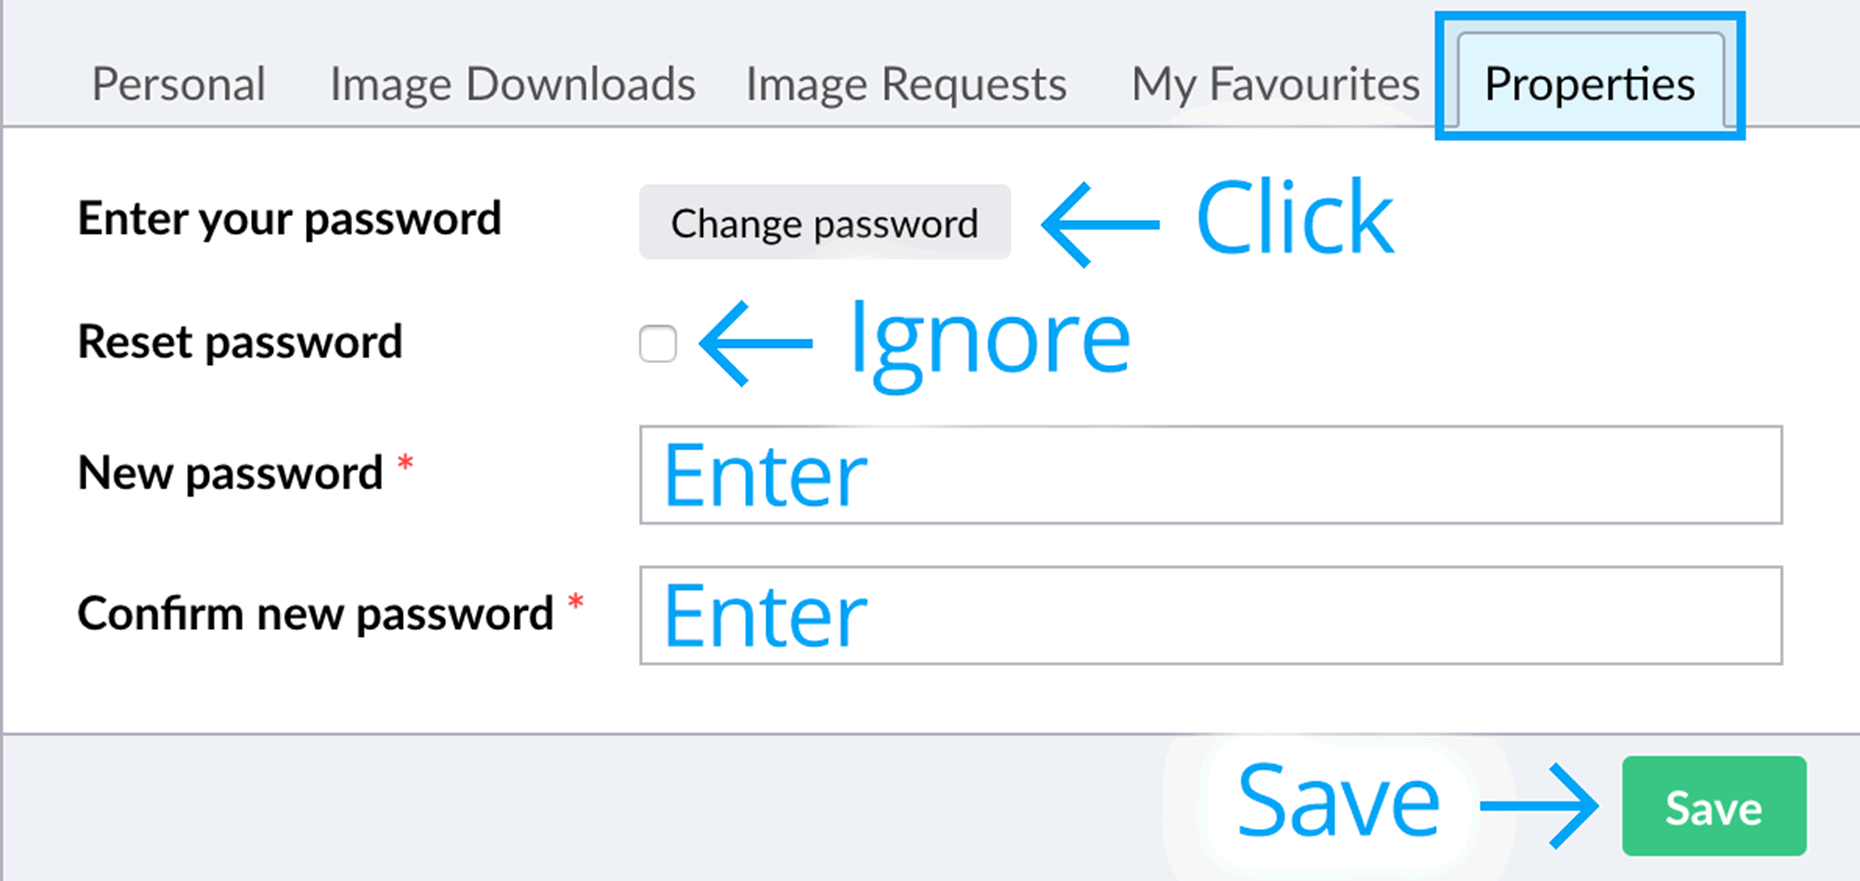 Personal Image Downloads Image Requests My Favourites Properties
Enter your password Change password Click
Reset password Ignore
New password * Enter
Confirm new password * Enter
Save Save